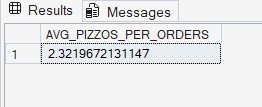 Results Messages
AVG_PIZZOS_PER_ORDERS
1 2.3219672131147